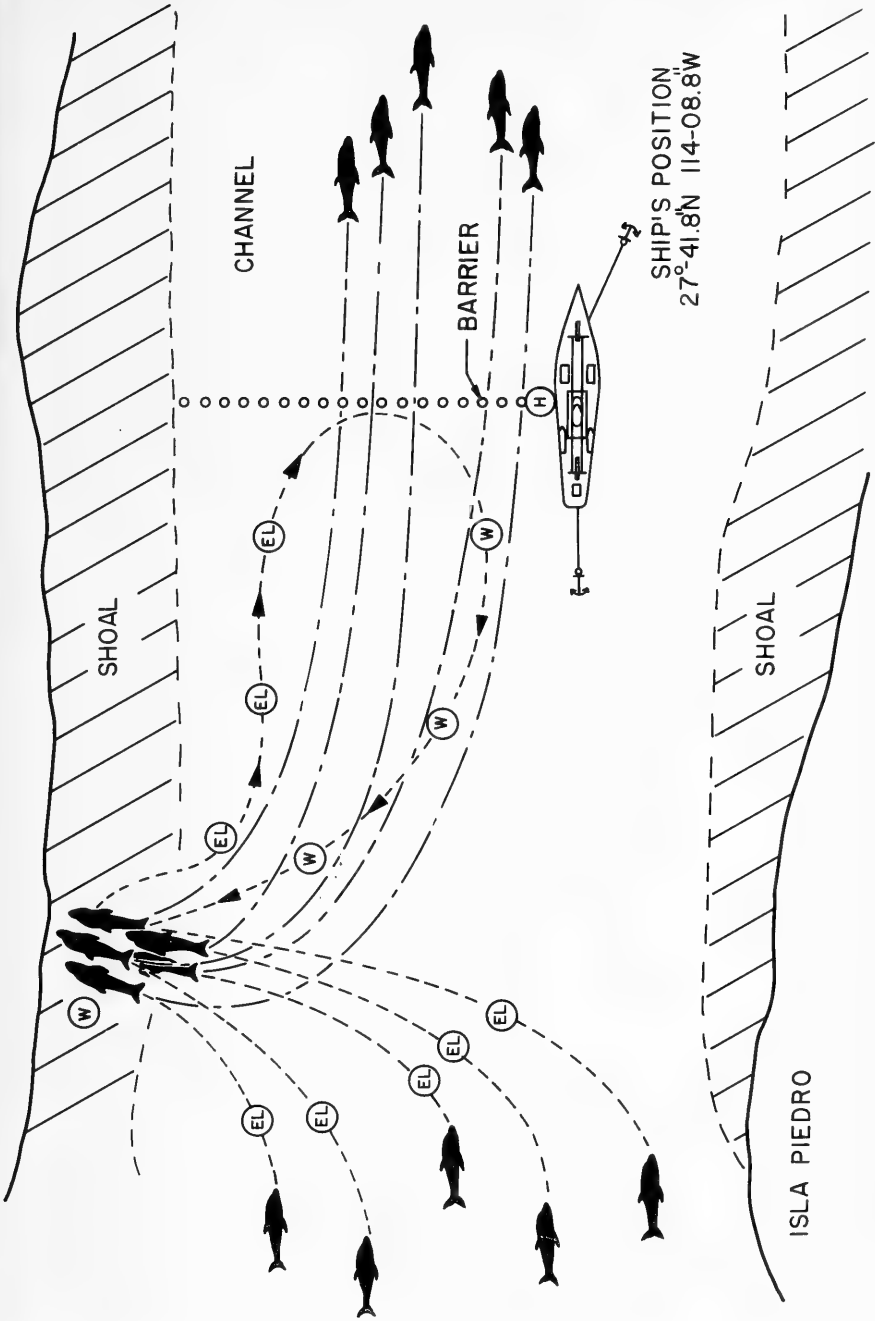 W
SHOAL
EL
CHANNEL
EL
EL
EL
W
EL
EL
W
EL
BARRIER
W
EL
H
SHIP'S POSITION
27°-41.8"N 114-08.8"W
SHOAL
ISLA PIEDRO